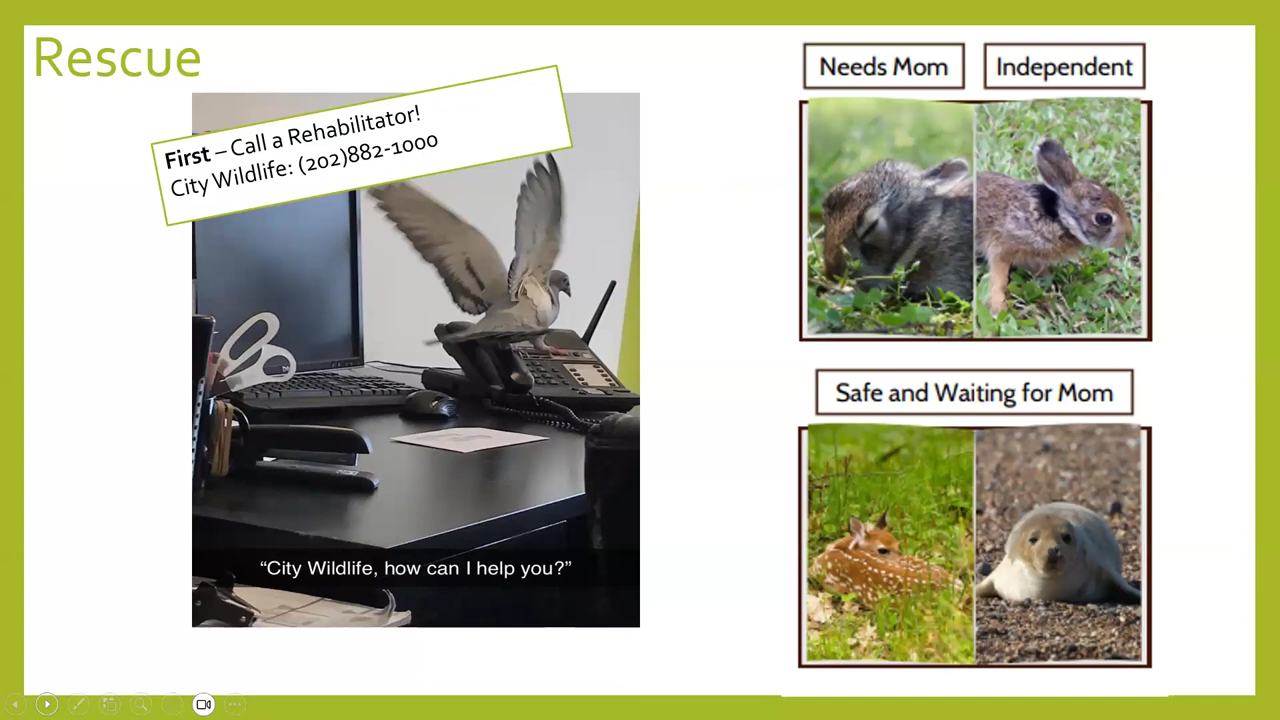 Rescue
First – Call a Rehabilitator!
City Wildlife: (202)882-1000
“City Wildlife, how can I help you?”
Needs Mom
Independent
Safe and Waiting for Mom